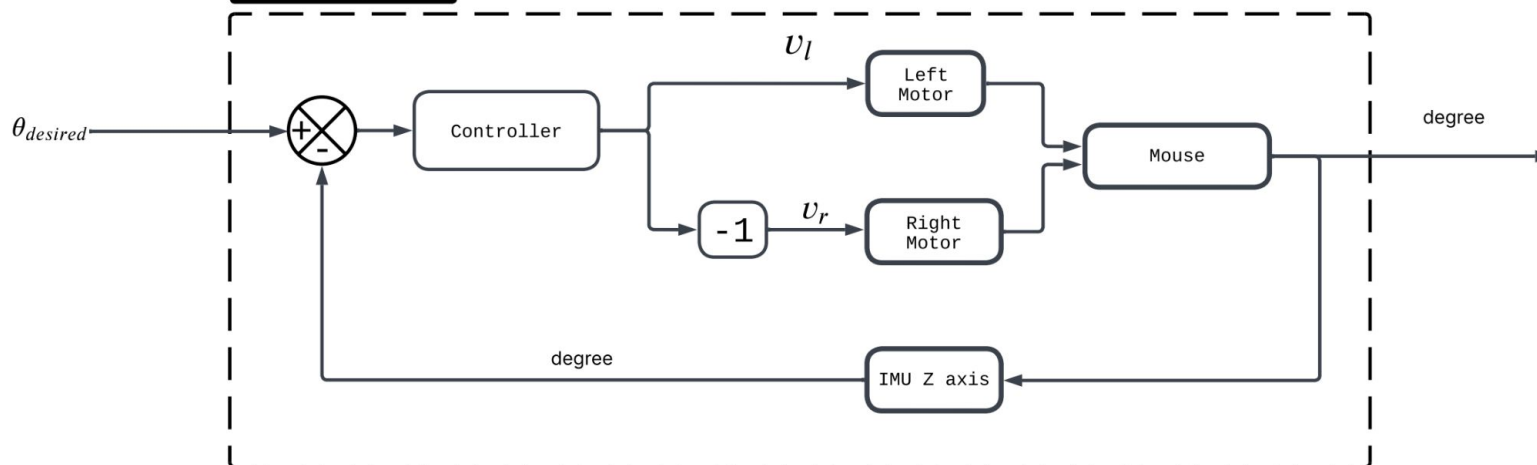 v_l
Left
Motor
degree
θ_desired
+
-
Controller
Mouse
-1
v_r
Right
Motor
degree
IMU Z axis